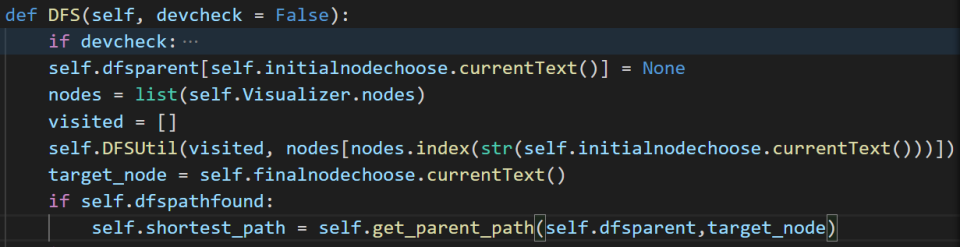 def DFS(self, devcheck = False):
    if devcheck:···
    self.dfsparent[self.initialnodechoose.currentText()] = None
    nodes = list(self.Visualizer.nodes)
    visited = []
    self.DFSUtil(visited, nodes[nodes.index(str(self.initialnodechoose.currentText()))])
    target_node = self.finalnodechoose.currentText()
    if self.dfspathfound:
        self.shortest_path = self.get_parent_path(self.dfsparent,target_node)